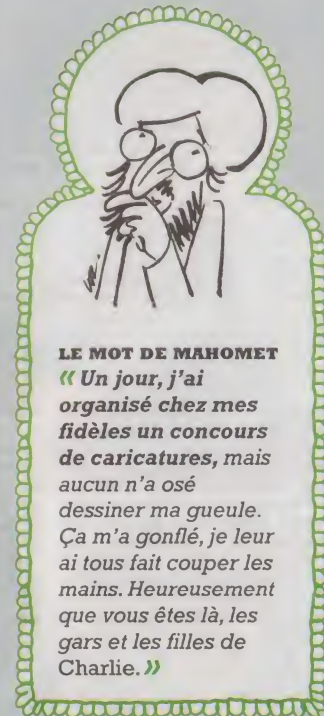 LE MOT DE MAHOMET
« Un jour, j'ai
organisé chez mes
fidèles un concours
de caricatures, mais
aucun n'a osé
dessiner ma gueule.
Ça m'a gonflé, je leur
ai tous fait couper les
mains. Heureusement
que vous êtes là, les
gars et les filles de
Charlie. »